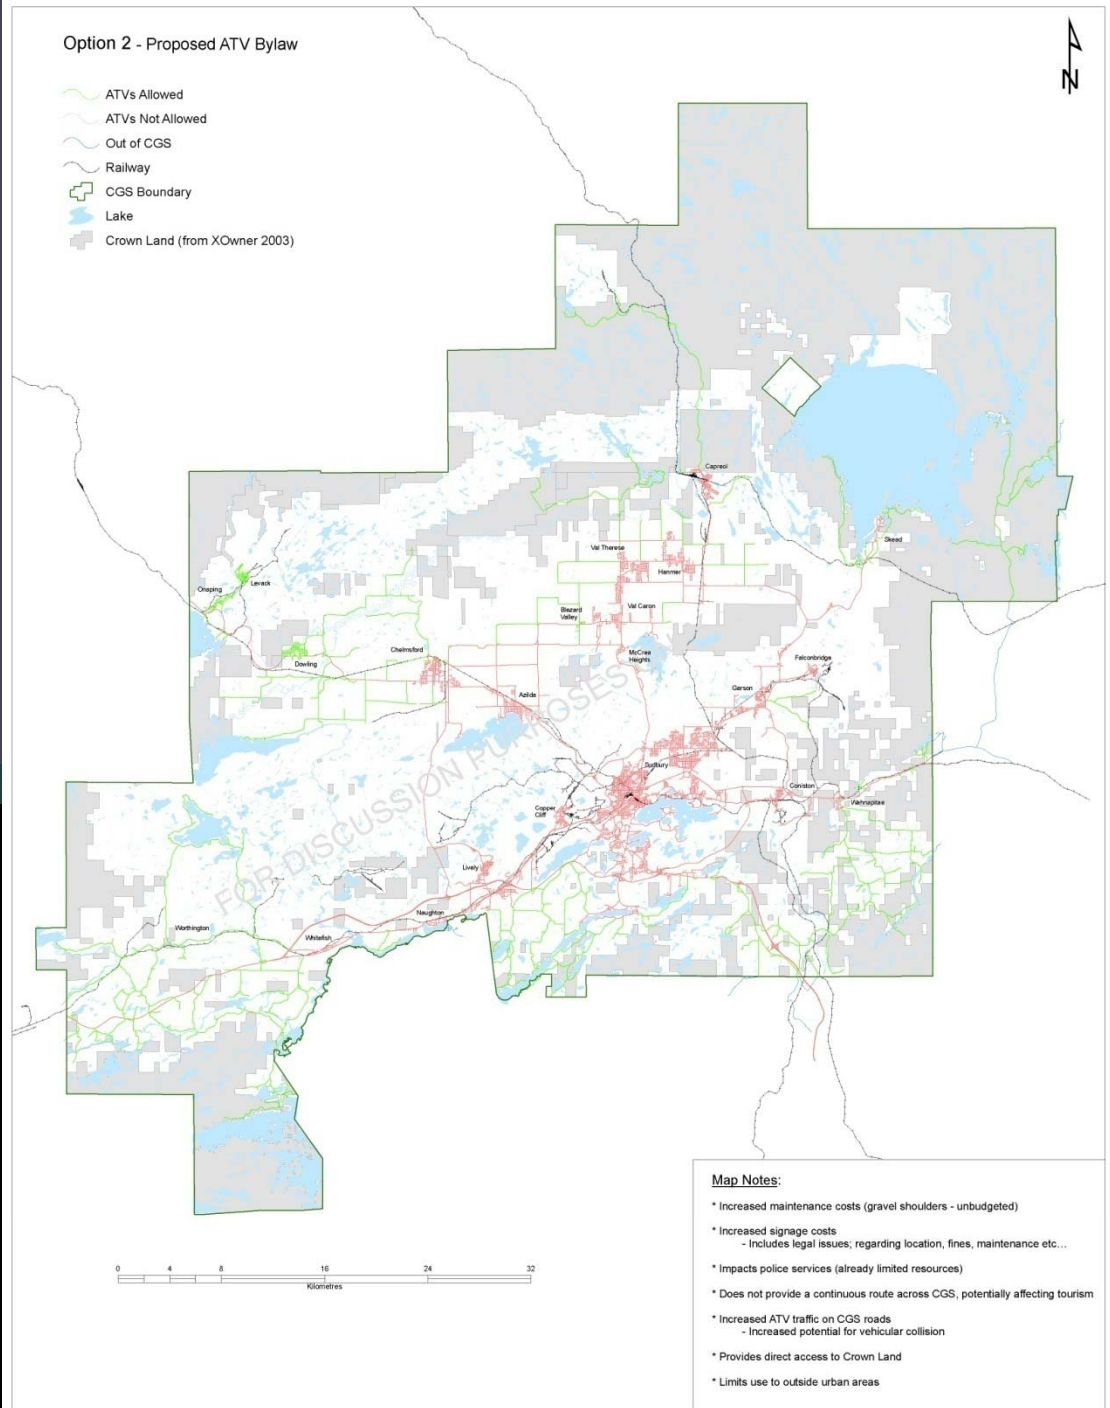 Option 2 - Proposed ATV Bylaw
ATVs Allowed
ATVs Not Allowed
Out of CGS
Railway
CGS Boundary
Lake
Crown Land (from XOwner 2003)
N
Capreol
Skead
Val Therese
Hanmer
Levack
Onaping
Blezard
Valley
Val Caron
Chelmsford
McCrea
Heights
Dowling
Falconbridge
Garson
Azilda
Sudbury
Coniston
Wahnapitae
Copper
Cliff
Lively
Naughton
Worthington
Whitefish
FOR DISCUSSION PURPOSES
0 4 8 16 24 32
Kilometres
Map Notes:
* Increased maintenance costs (gravel shoulders - unbudgeted)
* Increased signage costs
- Includes legal issues; regarding location, fines, maintenance etc...
* Impacts police services (already limited resources)
* Does not provide a continuous route across CGS, potentially affecting tourism
* Increased ATV traffic on CGS roads
- Increased potential for vehicular collision
* Provides direct access to Crown Land
* Limits use to outside urban areas